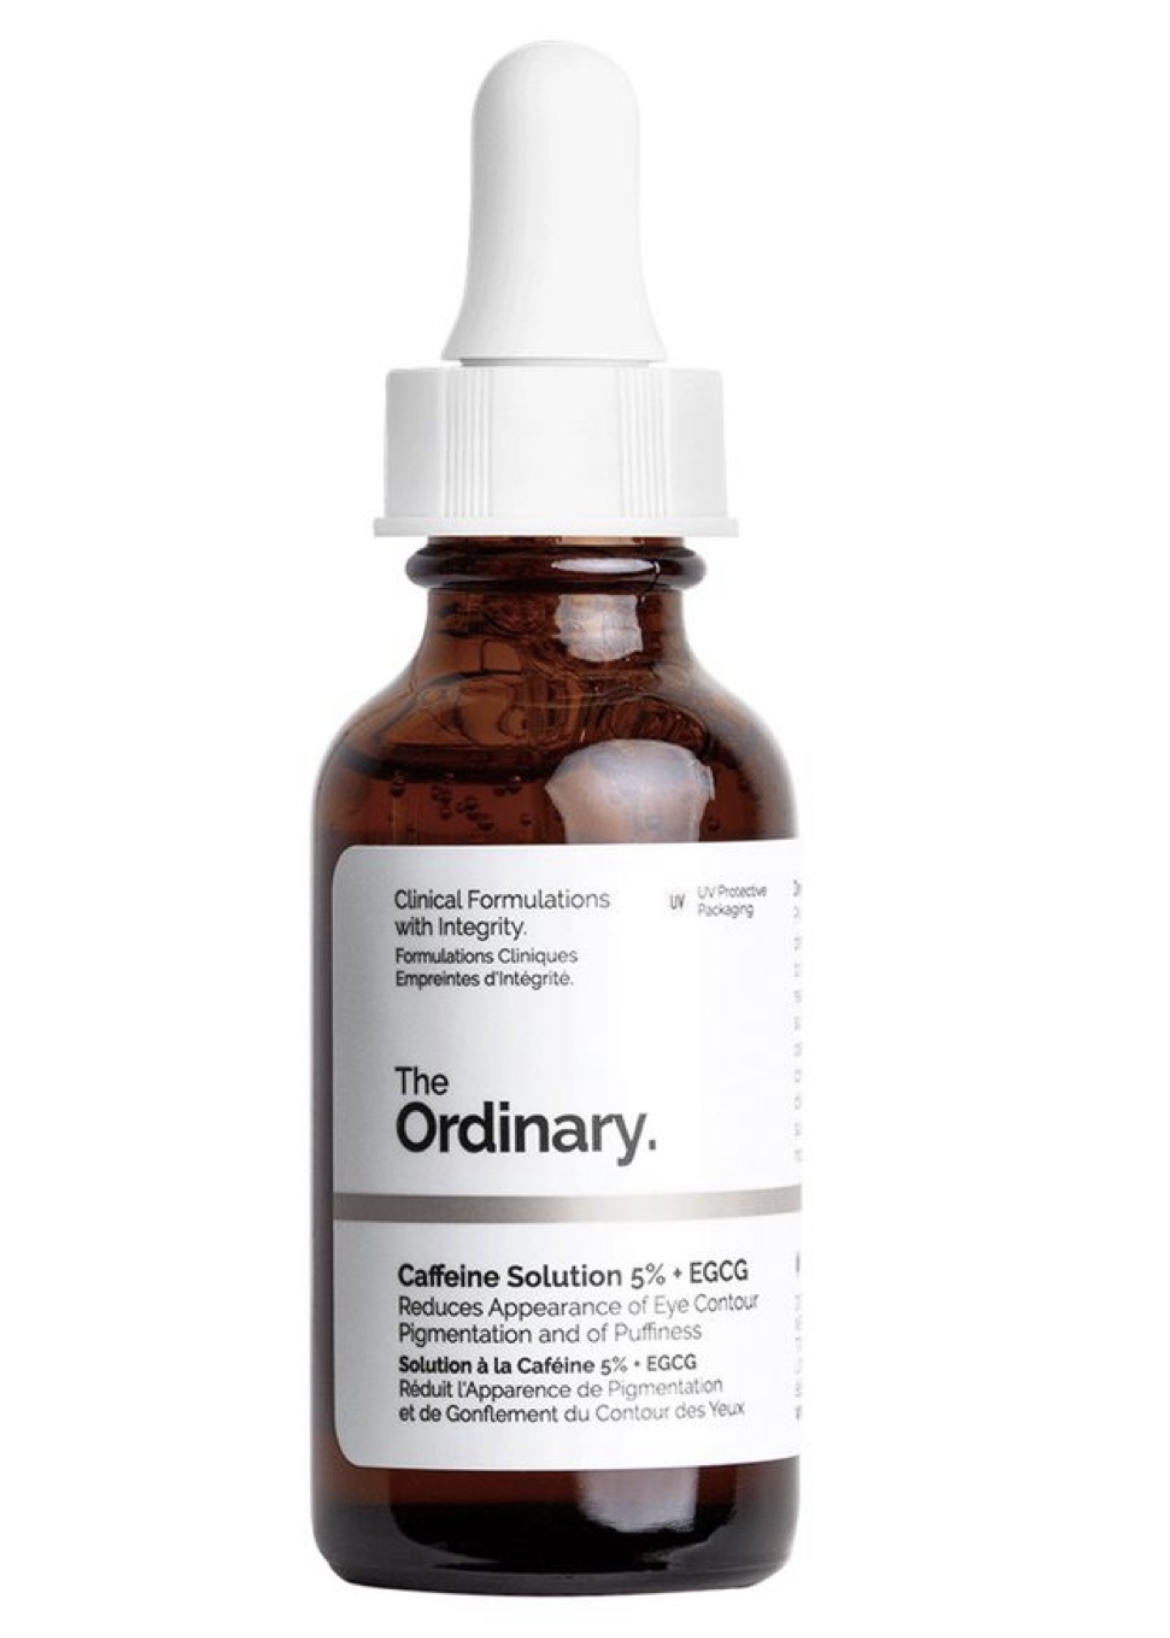 Clinical Formulations
with Integrity.
Formulations Cliniques
Empreintes d'Intégrité.
UV
UV Protective
Packaging
The
Ordinary.
Caffeine Solution 5% + EGCG
Reduces Appearance of Eye Contour
Pigmentation and of Puffiness
Solution à la Caféine 5% + EGCG
Réduit l'Apparence de Pigmentation
et de Gonflement du Contour des Yeux